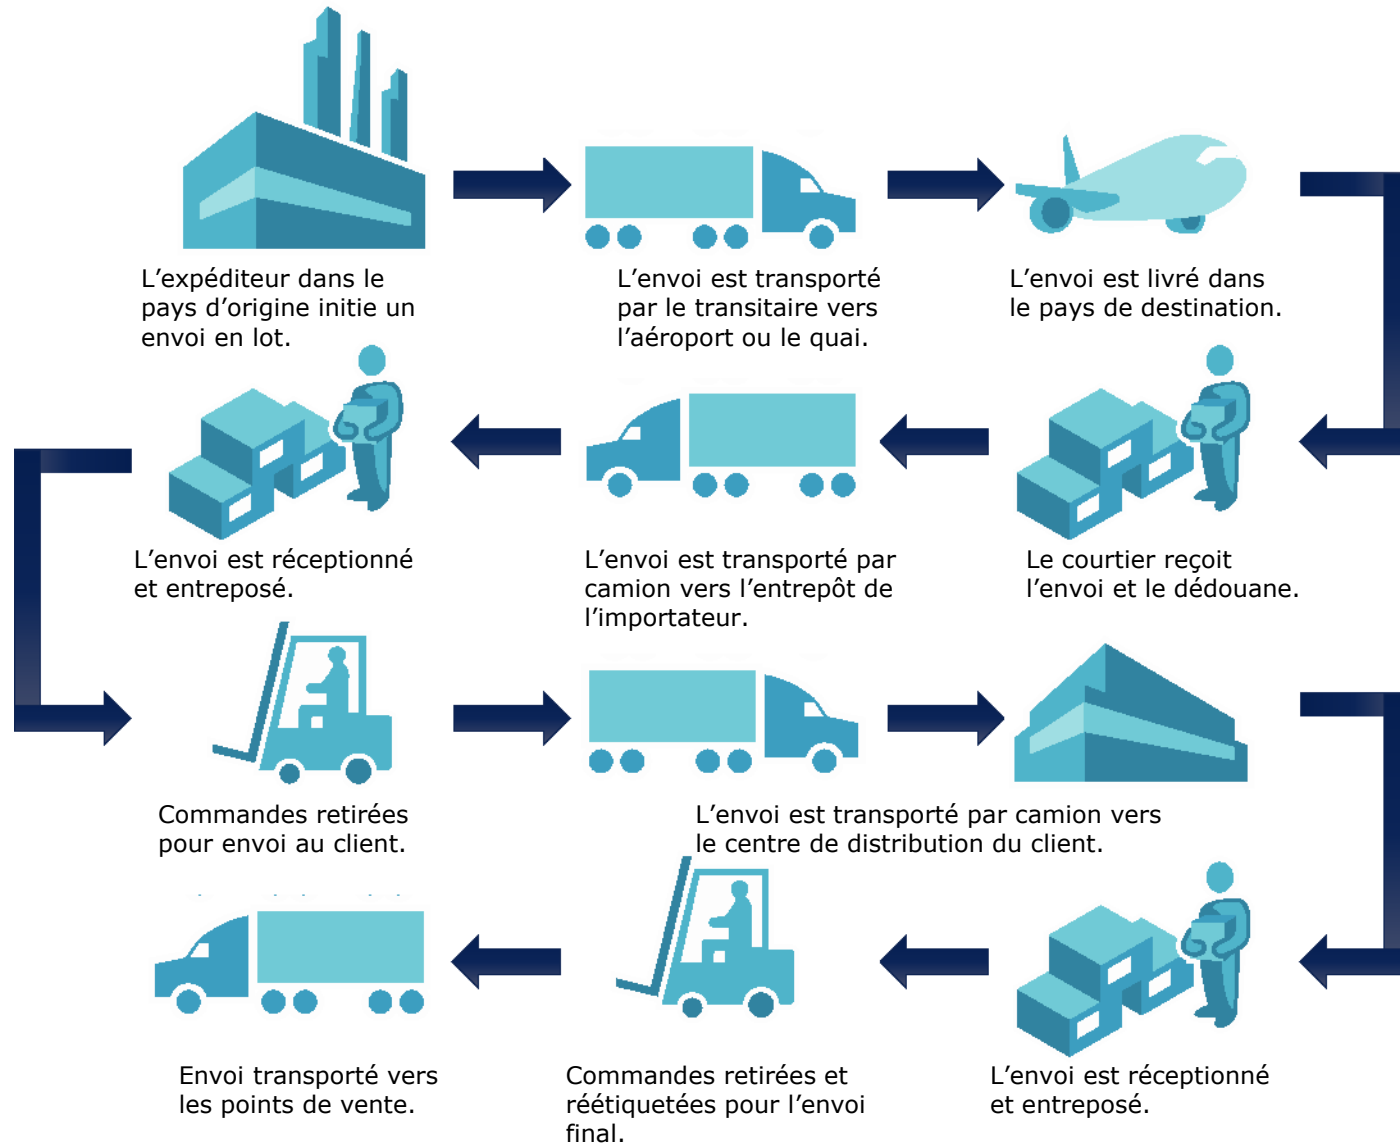 L’expéditeur dans le
pays d’origine initie un
envoi en lot.
L’envoi est transporté
par le transitaire vers
l’aéroport ou le quai.
L’envoi est livré dans
le pays de destination.
Le courtier reçoit
l’envoi et le dédouane.
L’envoi est transporté par
camion vers l’entrepôt de
l’importateur.
L’envoi est réceptionné
et entreposé.
Commandes retirées
pour envoi au client.
L’envoi est transporté par camion vers
le centre de distribution du client.
L’envoi est réceptionné
et entreposé.
Commandes retirées et
réétiquetées pour l’envoi
final.
Envoi transporté vers
les points de vente.